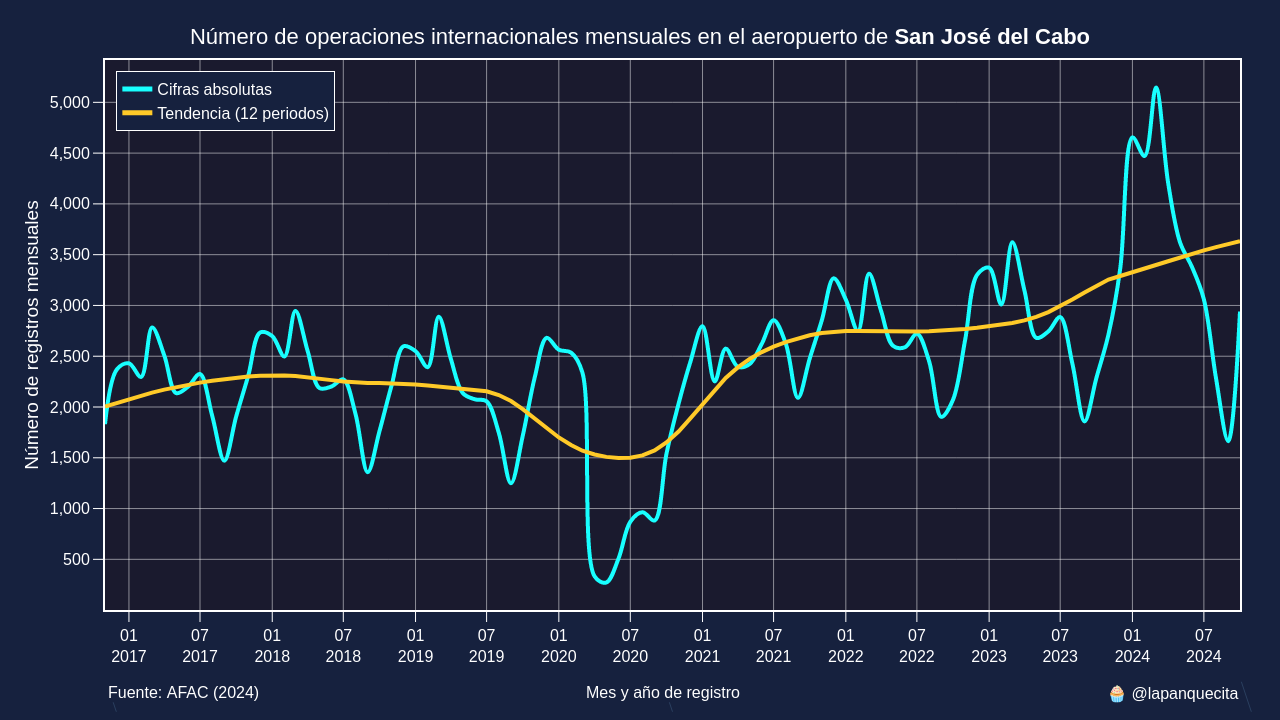 Número de operaciones internacionales mensuales en el aeropuerto de San José del Cabo
Cifras absolutas
Tendencia (12 periodos)
Número de registros mensuales
5,000
4,500
4,000
3,500
3,000
2,500
2,000
1,500
1,000
500
01 07 01 07 01 07 01 07 01 07 01 07 01 07 01 07
2017 2017 2018 2018 2019 2019 2020 2020 2021 2021 2022 2022 2023 2023 2024 2024
Fuente: AFAC (2024) Mes y año de registro 🧁 @lapanquecita